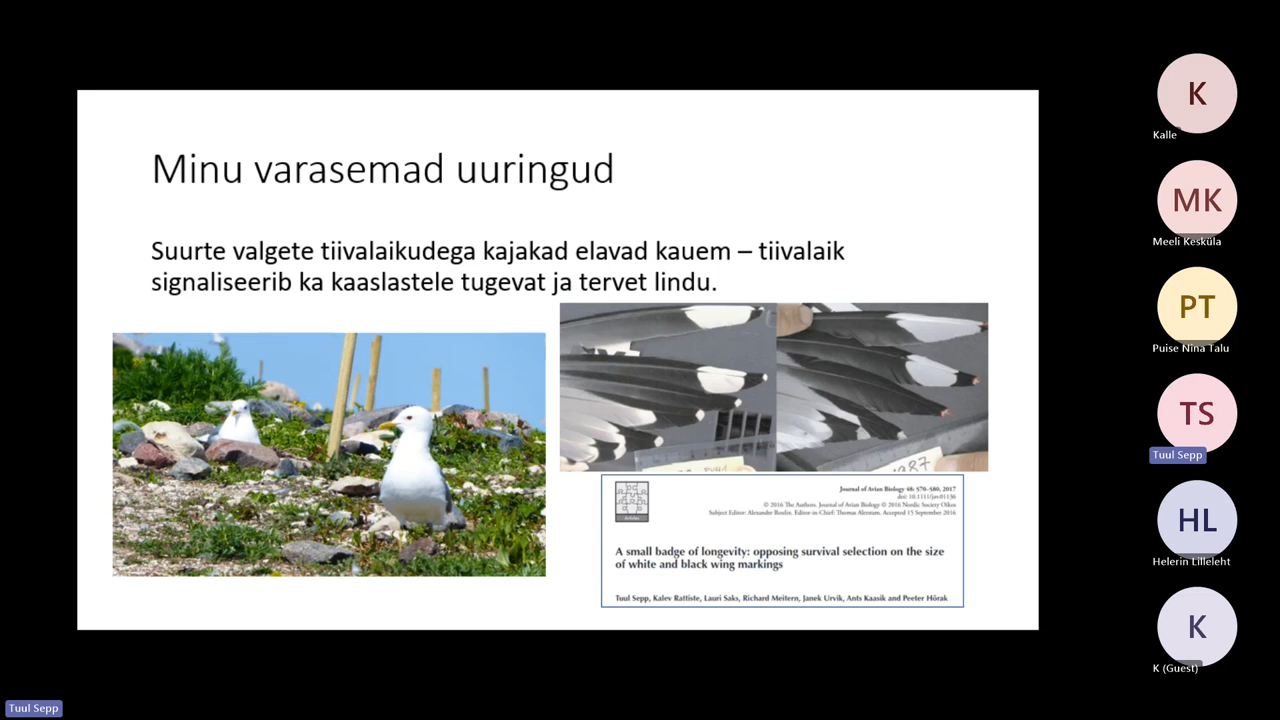 Minu varasemad uuringud
Suurte valgete tiivalaikudega kajakad elavad kauem – tiivalaik
signaliseerib ka kaaslastele tugevat ja tervet lindu.
Articles
Journal of Avian Biology 48: 570–580, 2017
doi: 10.1111/jav.01136
© 2016 The Authors. Journal of Avian Biology © 2016 Nordic Society Oikos
Subject Editor: Alexandre Roulin. Editor-in-Chief: Thomas Alerstam. Accepted 15 September 2016
A small badge of longevity: opposing survival selection on the size
of white and black wing markings
Tuul Sepp, Kalev Rattiste, Lauri Saks, Richard Meitern, Janek Urvik, Ants Kaasik and Peeter Hõrak
K
Kalle
MK
Meeli Kesküla
PT
Puise Nina Talu
TS
Tuul Sepp
HL
Helerin Lilleleht
K
K (Guest)
Tuul Sepp